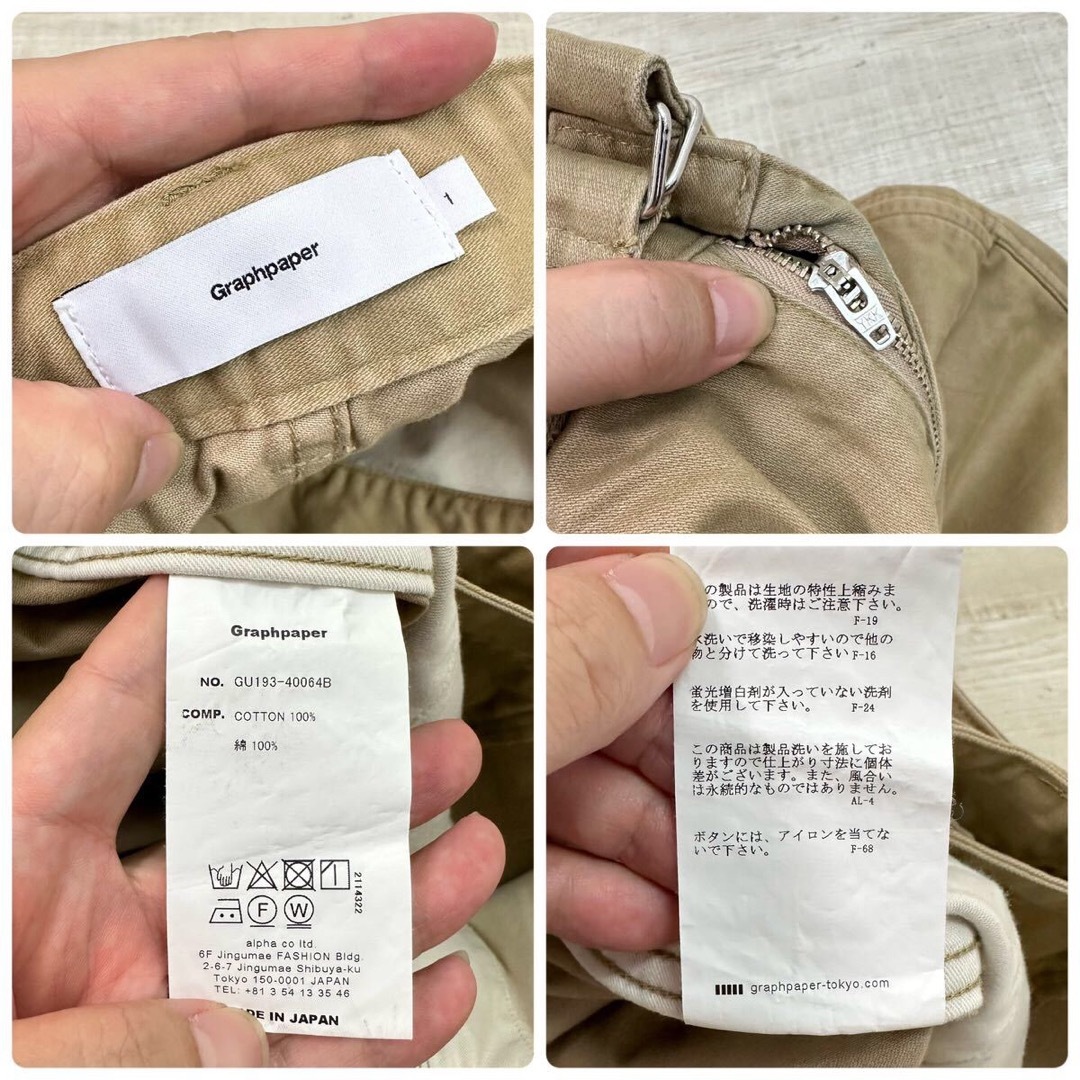 Graphpaper
1
YKK
Graphpaper
NO. GU193-40064B
COMP. COTTON 100%
綿 100%
2114322
F W
alpha co ltd.
6F Jingumae FASHION Bldg.
2-6-7 Jingumae Shibuya-ku
Tokyo 150-0001 JAPAN
TEL: +81 3 54 13 35 46
DE IN JAPAN
の製品は生地の特性上縮みま
ので、洗濯時はご注意下さい。
F-19
水洗いで移染しやすいので他の
物と分けて洗って下さい F-16
蛍光増白剤が入っていない洗剤
を使用して下さい。 F-24
この商品は製品洗いを施してお
りますので仕上がり寸法に個体
差がございます。また、風合い
は永続的なものではありません。
AL-4
ボタンには、アイロンを当てな
いで下さい。 F-68
graphpaper-tokyo.com